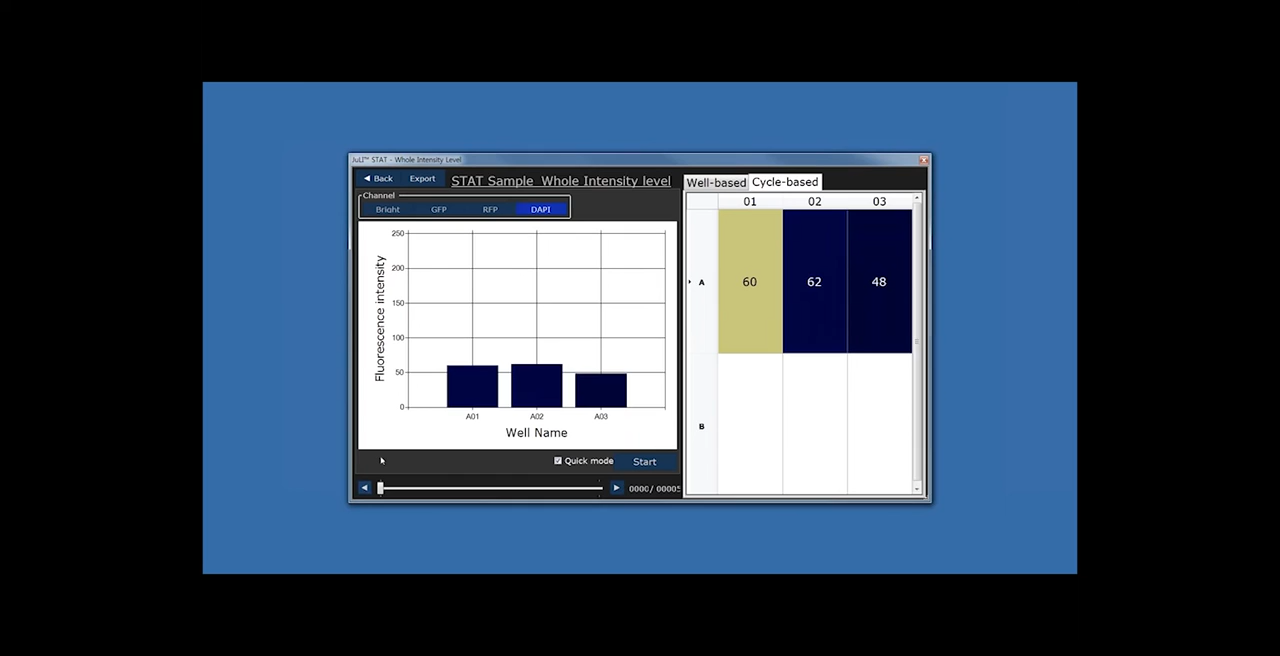 JuLI™ STAT - Whole Intensity Level
◄ Back Export STAT Sample_Whole Intensity level
Well-based Cycle-based
Channel
Bright GFP RFP DAPI
01 02 03
A 60 62 48
B
Fluorescence intensity
250
200
150
100
50
0
A01 A02 A03
Well Name
Quick mode Start
0000/ 00005